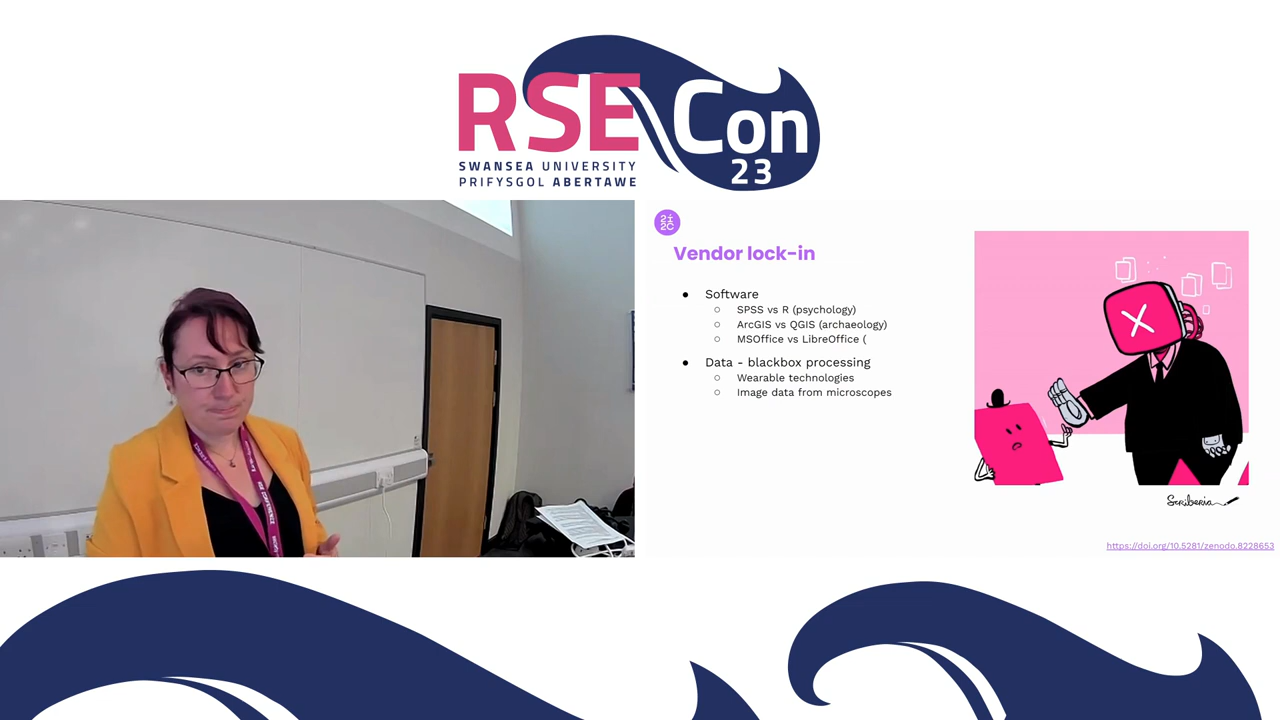 RSE Con
23
SWANSEA UNIVERSITY
PRIFYSGOL ABERTAWE
2i
2C
Vendor lock-in
● Software
○ SPSS vs R (psychology)
○ ArcGIS vs QGIS (archaeology)
○ MSOffice vs LibreOffice (
● Data - blackbox processing
○ Wearable technologies
○ Image data from microscopes
Scriberia
https://doi.org/10.5281/zenodo.8228653